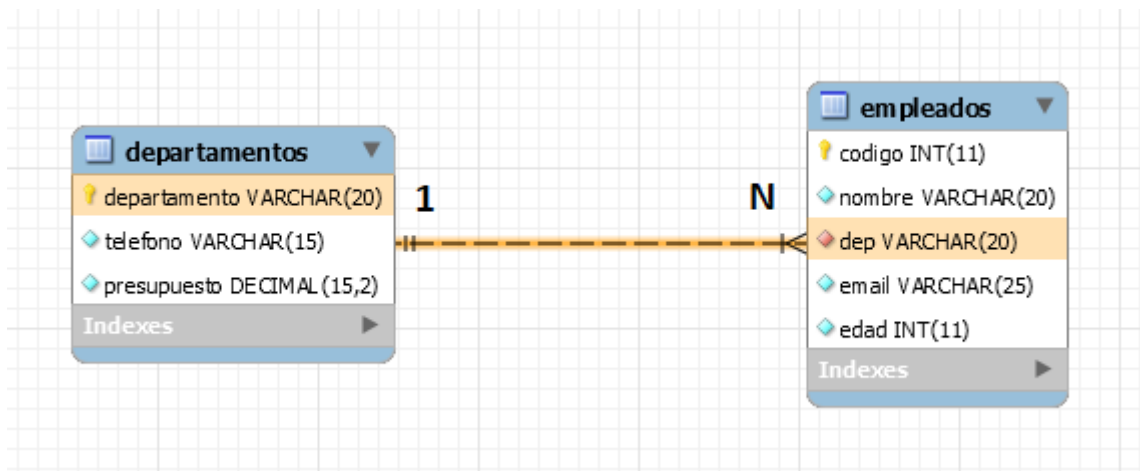 departamentos
departamento VARCHAR(20)
telefono VARCHAR(15)
presupuesto DECIMAL(15,2)
Indexes
1
N
empleados
codigo INT(11)
nombre VARCHAR(20)
dep VARCHAR(20)
email VARCHAR(25)
edad INT(11)
Indexes